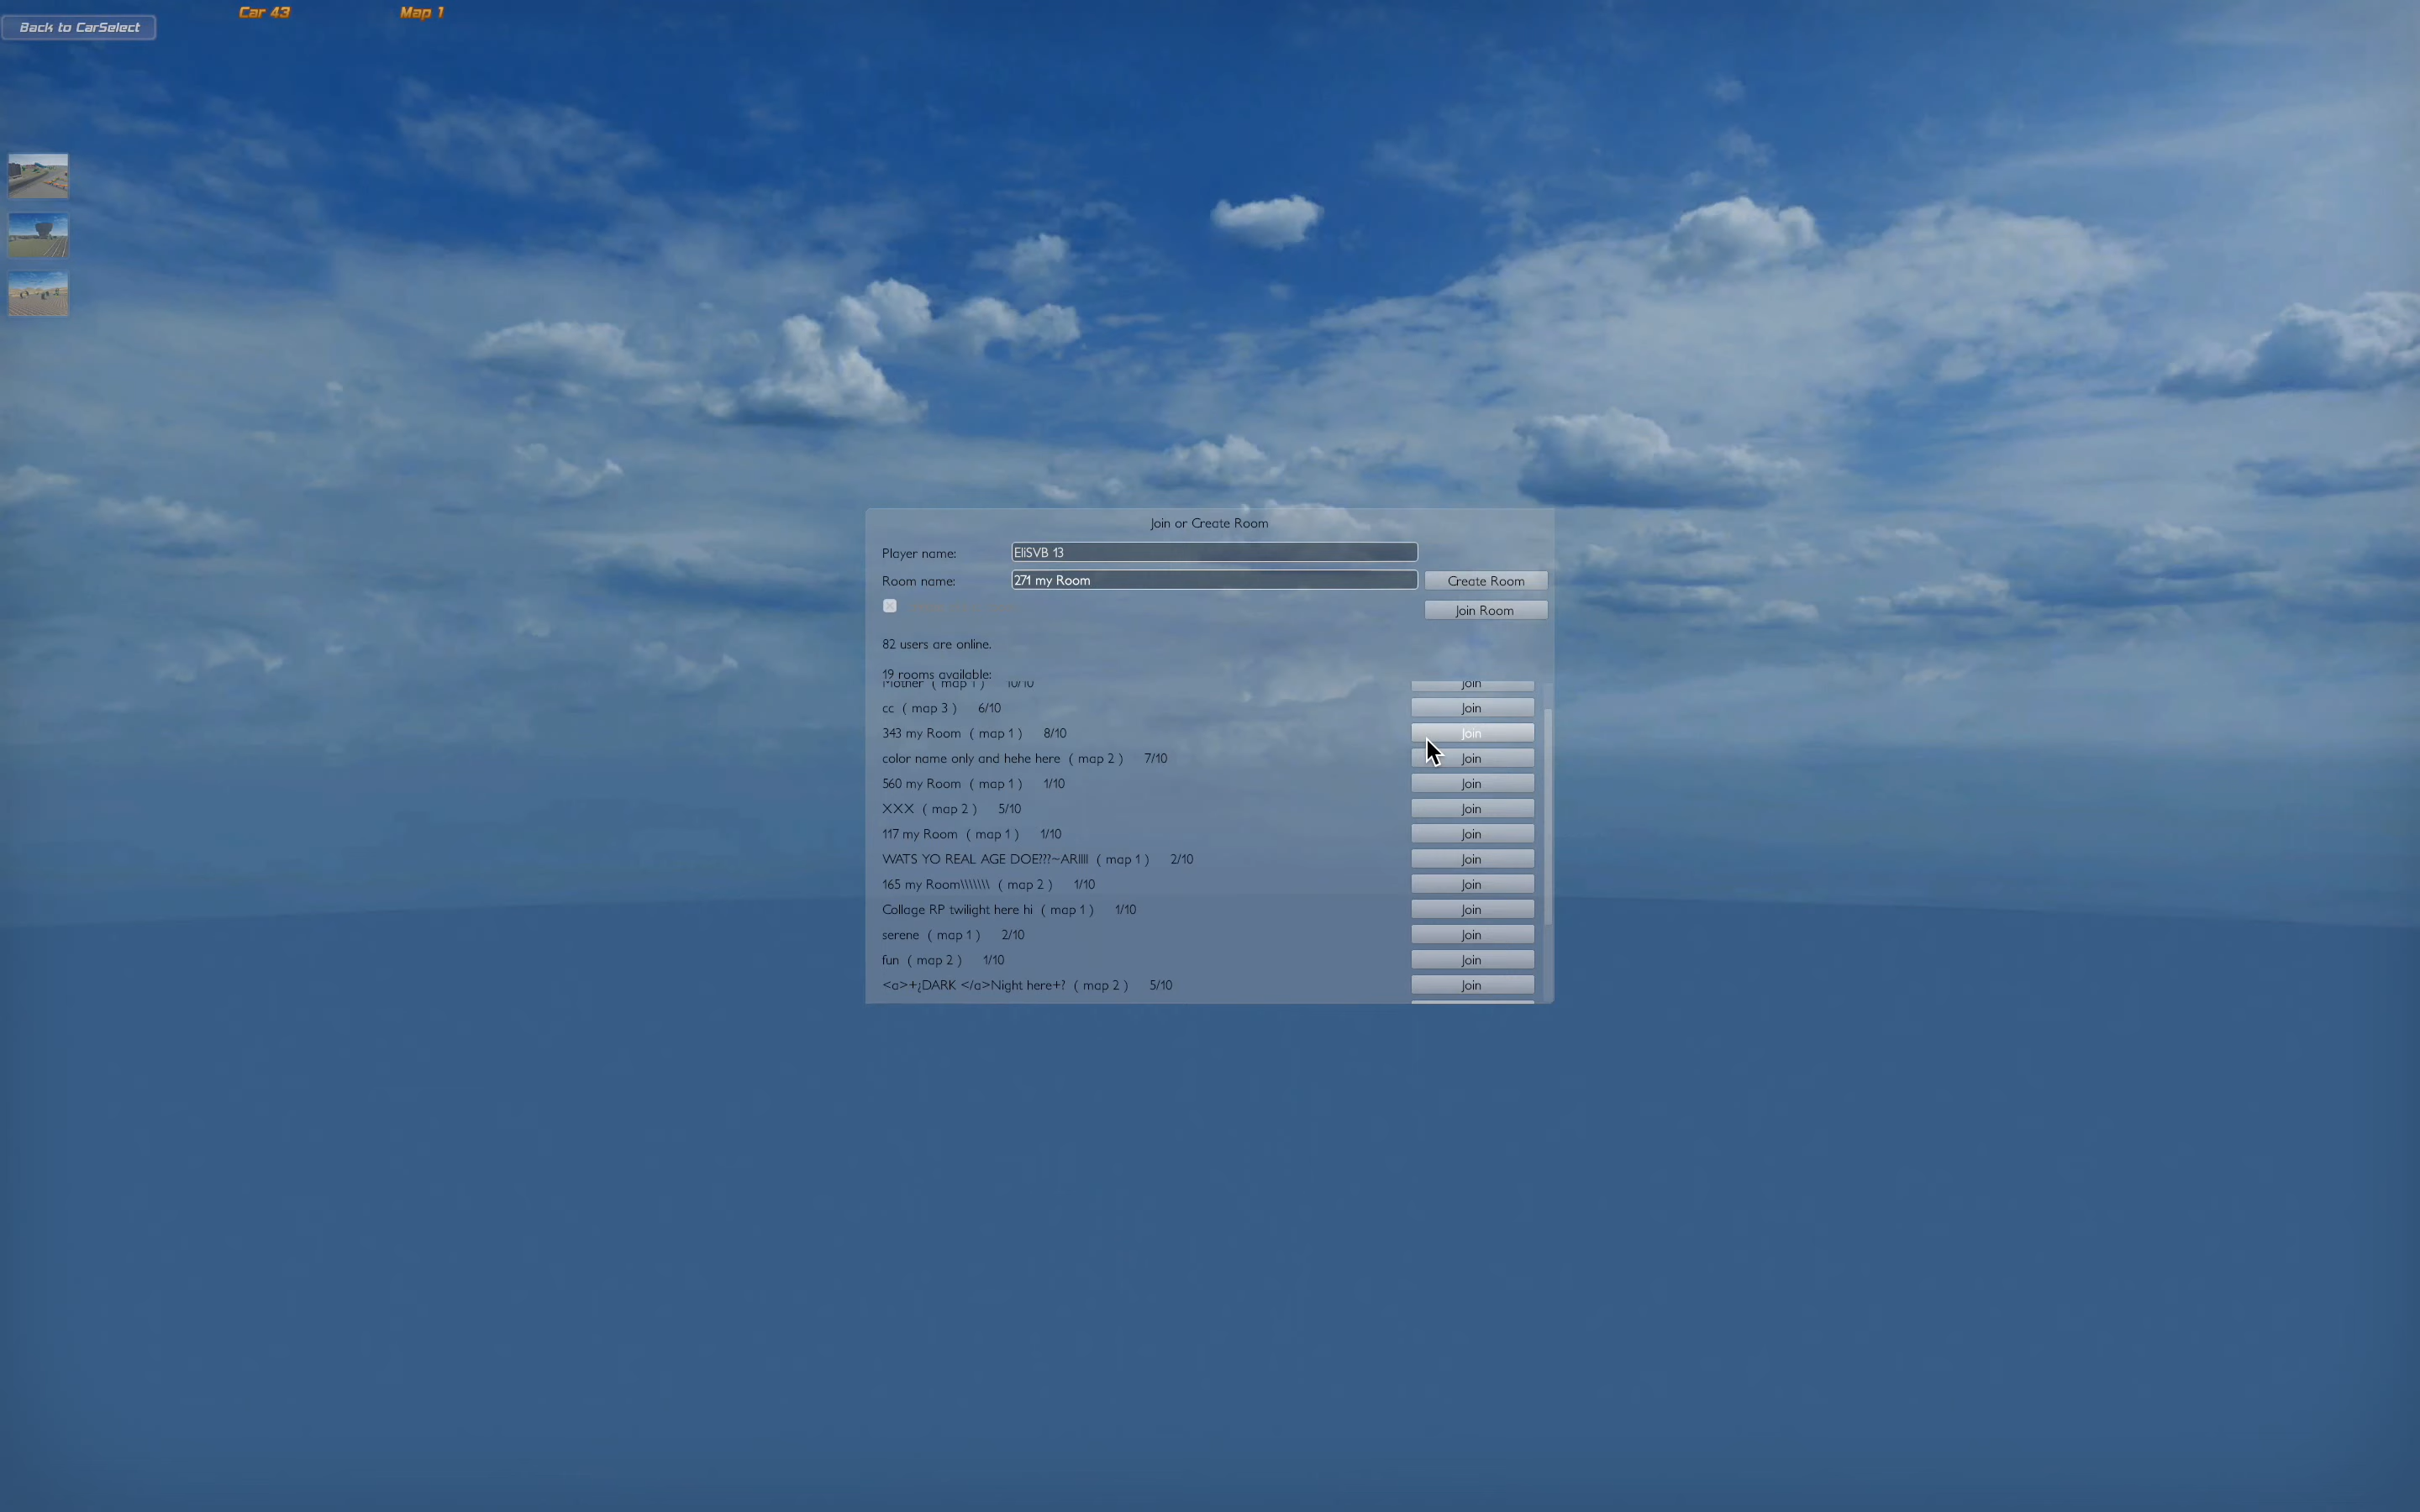 Car 43 Map 1
Back to CarSelect
Join or Create Room
Player name: EliSVB 13
Room name: 271 my Room Create Room
Join Room
82 users are online.
19 rooms available:
Mother ( map 1 ) 10/10 Join
cc ( map 3 ) 6/10 Join
343 my Room ( map 1 ) 8/10 Join
color name only and hehe here ( map 2 ) 7/10 Join
560 my Room ( map 1 ) 1/10 Join
XXX ( map 2 ) 5/10 Join
117 my Room ( map 1 ) 1/10 Join
WATS YO REAL AGE DOE???~ARIIII ( map 1 ) 2/10 Join
165 my Room\\\\\\\ ( map 2 ) 1/10 Join
Collage RP twilight here hi ( map 1 ) 1/10 Join
serene ( map 1 ) 2/10 Join
fun ( map 2 ) 1/10 Join
<a>+¿DARK </a>Night here+? ( map 2 ) 5/10 Join